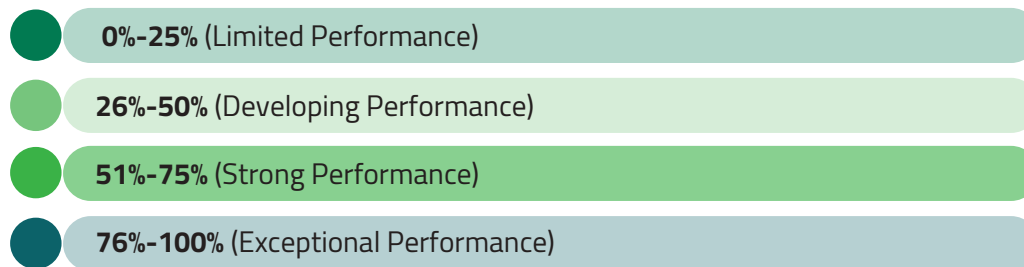 0%-25% (Limited Performance)
26%-50% (Developing Performance)
51%-75% (Strong Performance)
76%-100% (Exceptional Performance)